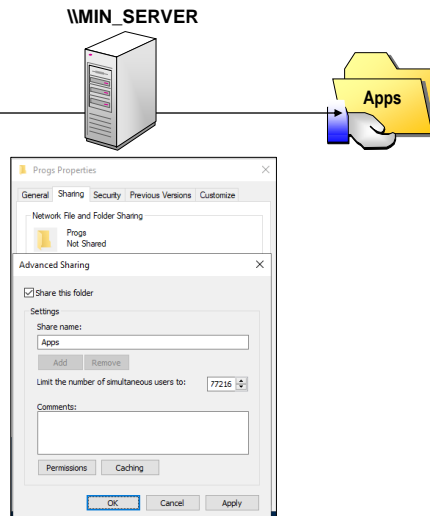 \\MIN_SERVER
Apps
Progs Properties
General Sharing Security Previous Versions Customize
Network File and Folder Sharing
Progs
Not Shared
Advanced Sharing
Share this folder
Settings
Share name:
Apps
Add Remove
Limit the number of simultaneous users to: 77216
Comments:
Permissions Caching
OK Cancel Apply